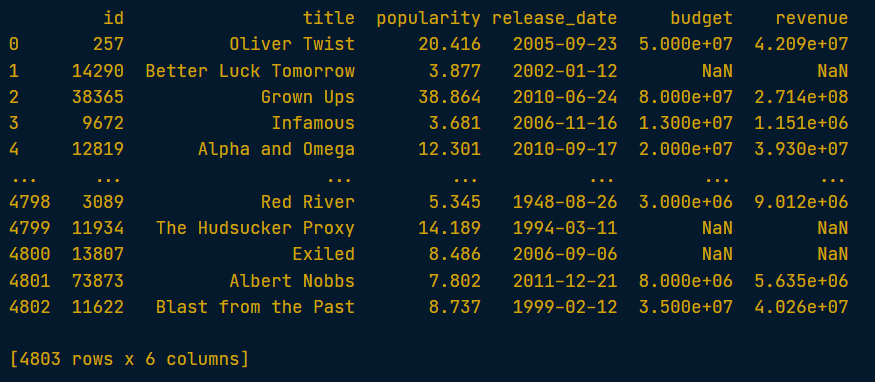 id title popularity release_date budget revenue
0 257 Oliver Twist 20.416 2005-09-23 5.000e+07 4.209e+07
1 14290 Better Luck Tomorrow 3.877 2002-01-12 NaN NaN
2 38365 Grown Ups 38.864 2010-06-24 8.000e+07 2.714e+08
3 9672 Infamous 3.681 2006-11-16 1.300e+07 1.151e+06
4 12819 Alpha and Omega 12.301 2010-09-17 2.000e+07 3.930e+07
... ... ... ... ... ... ...
4798 3089 Red River 5.345 1948-08-26 3.000e+06 9.012e+06
4799 11934 The Hudsucker Proxy 14.189 1994-03-11 NaN NaN
4800 13807 Exiled 8.486 2006-09-06 NaN NaN
4801 73873 Albert Nobbs 7.802 2011-12-21 8.000e+06 5.635e+06
4802 11622 Blast from the Past 8.737 1999-02-12 3.500e+07 4.026e+07
[4803 rows x 6 columns]